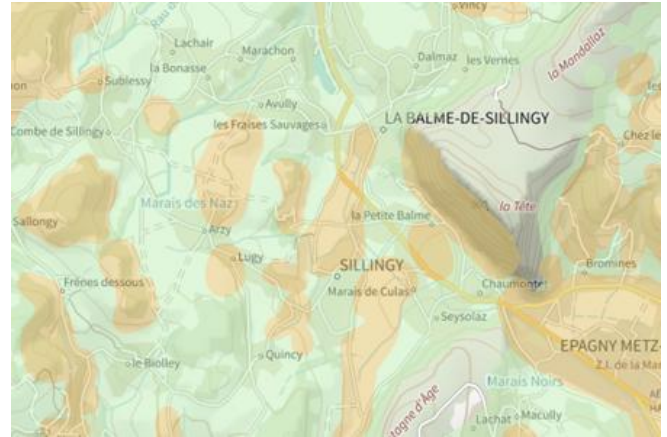 Vincy
Lachair
Marachon
Dalmaz
les Vernes
la Mandallaz
la Bonasse
Sublessy
Avully
les Fraises Sauvages
LA BALME-DE-SILLINGY
Combe de Sillingy
Chez le
Marais des Naz
la Petite Balme
la Tête
Sallongy
Arzy
Lugy
SILLINGY
Bromines
Frênes dessous
Marais de Culas
Chaumontet
Seysolaz
le Biolley
Quincy
EPAGNY METZ-
Z.I. de la Ma
Marais Noirs
tagne d'Âge
Lachat
Macully